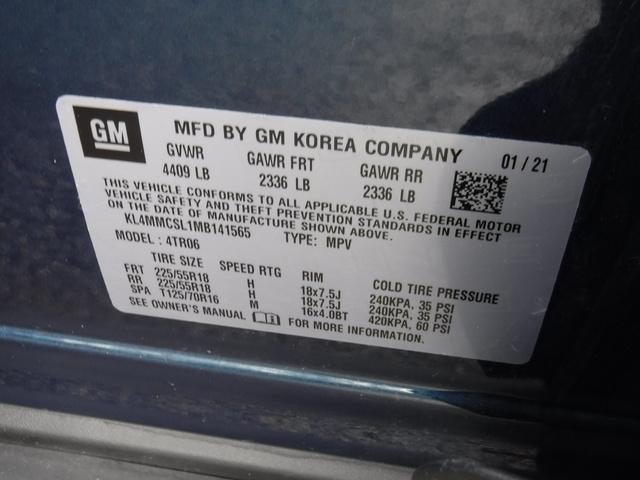 GM
MFD BY GM KOREA COMPANY 01 / 21
GVWR GAWR FRT GAWR RR
4409 LB 2336 LB 2336 LB
THIS VEHICLE CONFORMS TO ALL APPLICABLE U.S. FEDERAL MOTOR
VEHICLE SAFETY AND THEFT PREVENTION STANDARDS IN EFFECT
ON THE DATE OF MANUFACTURE SHOWN ABOVE.
KL4MMCSL1MB141565 TYPE: MPV
MODEL : 4TR06
TIRE SIZE SPEED RTG RIM COLD TIRE PRESSURE
FRT 225/55R18 H 18x7.5J 240KPA, 35 PSI
RR 225/55R18 H 18x7.5J 240KPA, 35 PSI
SPA T125/70R16 M 16x4.0BT 420KPA, 60 PSI
SEE OWNER'S MANUAL FOR MORE INFORMATION.